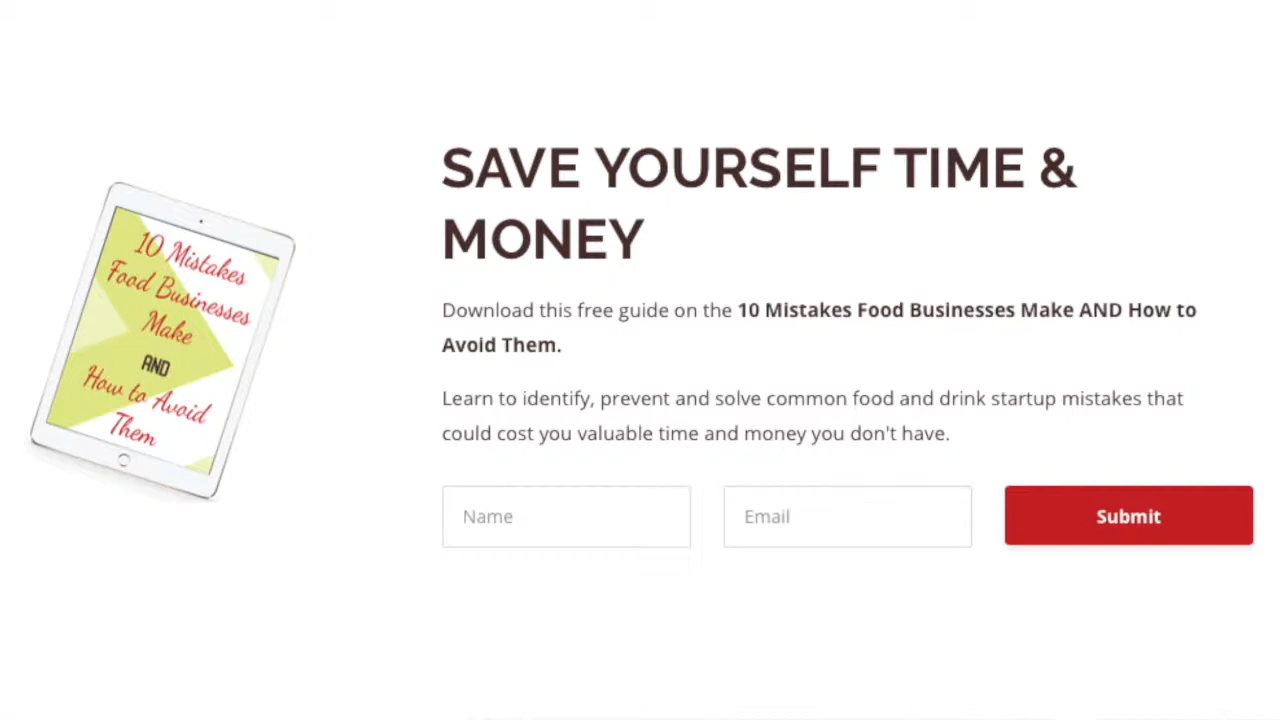 10 Mistakes
Food Businesses
Make
AND
How to Avoid
Them
SAVE YOURSELF TIME &
MONEY
Download this free guide on the 10 Mistakes Food Businesses Make AND How to
Avoid Them.
Learn to identify, prevent and solve common food and drink startup mistakes that
could cost you valuable time and money you don't have.
Name
Email
Submit